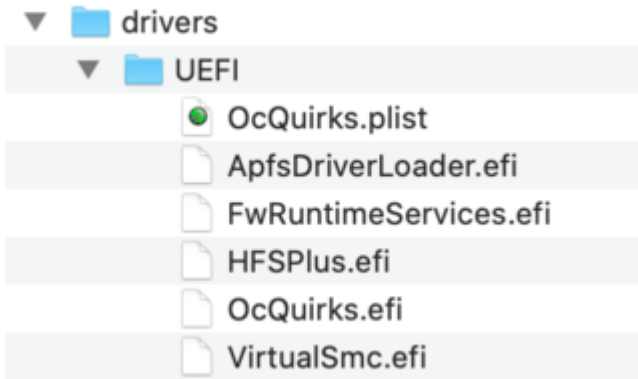 drivers
UEFI
OcQuirks.plist
ApfsDriverLoader.efi
FwRuntimeServices.efi
HFSPlus.efi
OcQuirks.efi
VirtualSmc.efi